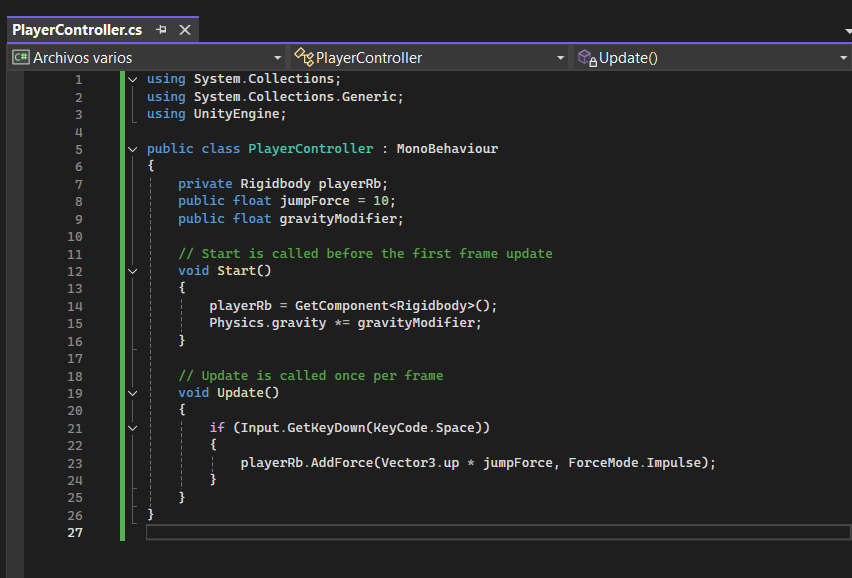 PlayerController.cs
C# Archivos varios PlayerController Update()
1 using System.Collections;
2 using System.Collections.Generic;
3 using UnityEngine;
4
5 public class PlayerController : MonoBehaviour
6 {
7 private Rigidbody playerRb;
8 public float jumpForce = 10;
9 public float gravityModifier;
10
11 // Start is called before the first frame update
12 void Start()
13 {
14 playerRb = GetComponent<Rigidbody>();
15 Physics.gravity *= gravityModifier;
16 }
17
18 // Update is called once per frame
19 void Update()
20 {
21 if (Input.GetKeyDown(KeyCode.Space))
22 {
23 playerRb.AddForce(Vector3.up * jumpForce, ForceMode.Impulse);
24 }
25 }
26 }
27